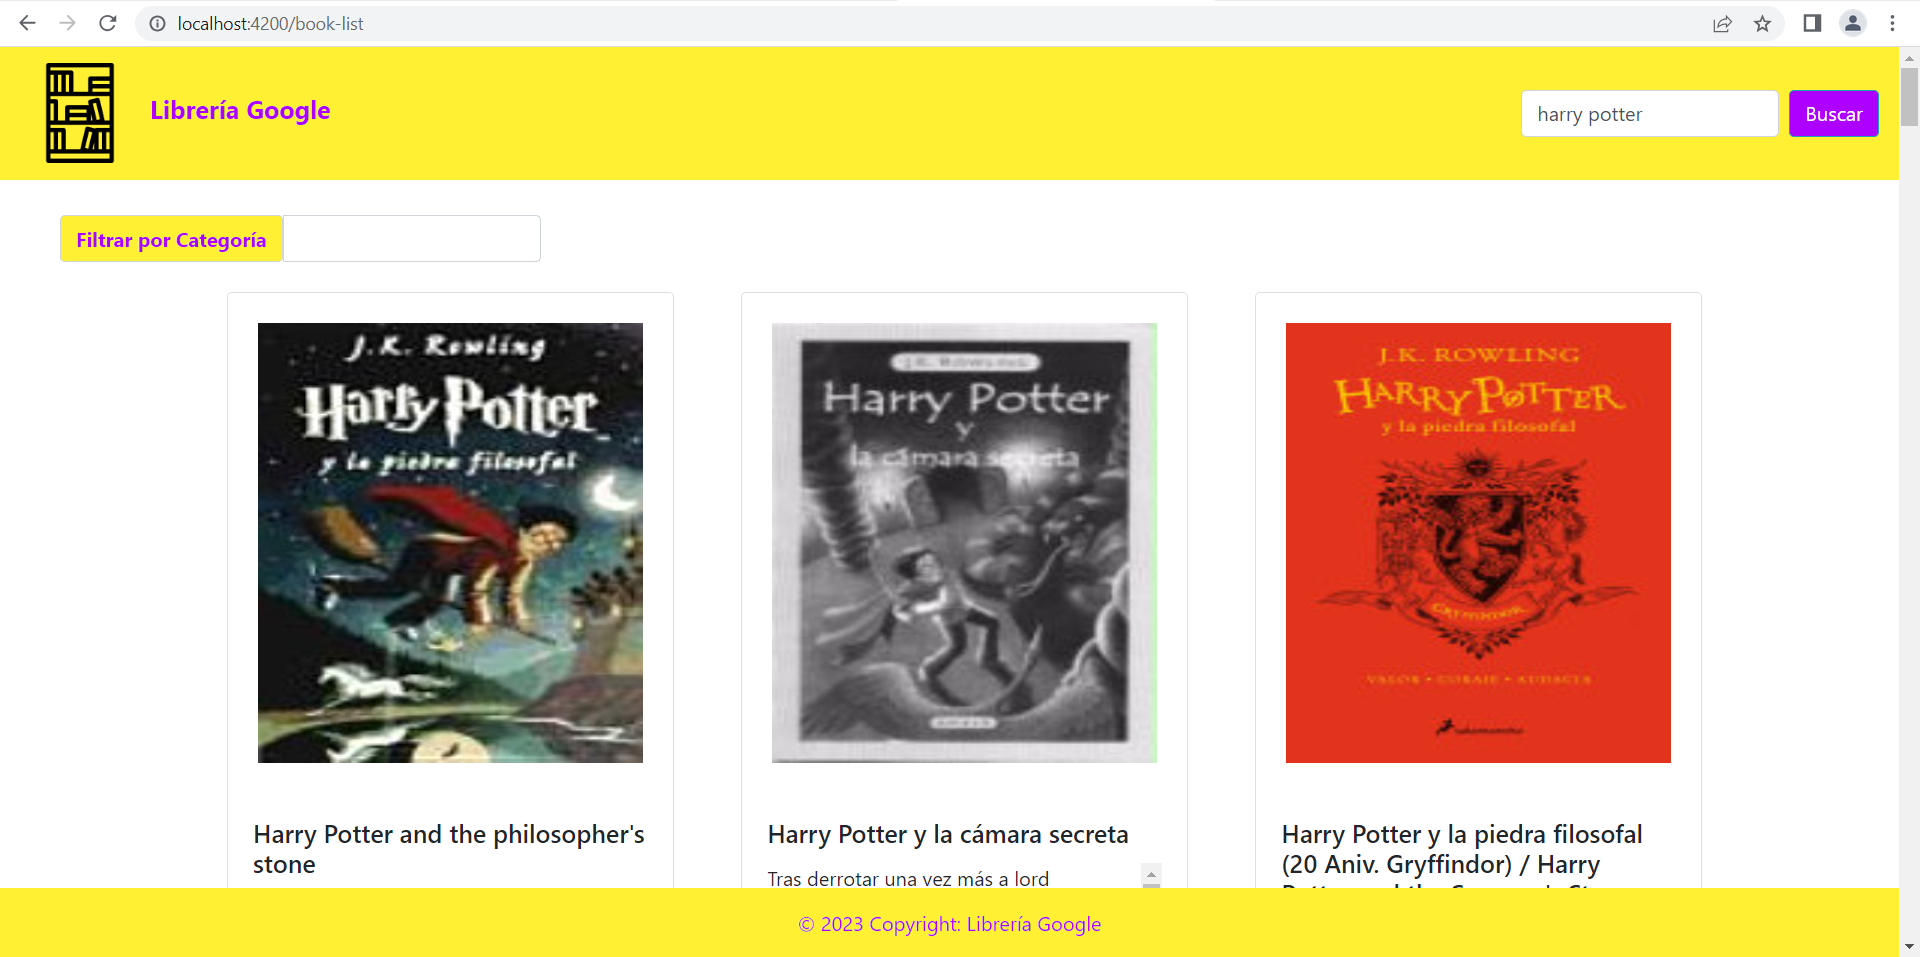 localhost:4200/book-list
Librería Google
harry potter
Buscar
Filtrar por Categoría
J.K. Rowling
Harry Potter
y la piedra filosofal
Harry Potter
y
la cámara secreta
J.K. ROWLING
HARRY POTTER
y la piedra filosofal
GRYFFINDOR
VALOR • CORAJE • AUDACIA
salamandra
Harry Potter and the philosopher's
stone
Harry Potter y la cámara secreta
Tras derrotar una vez más a lord
Harry Potter y la piedra filosofal
(20 Aniv. Gryffindor) / Harry
© 2023 Copyright: Librería Google